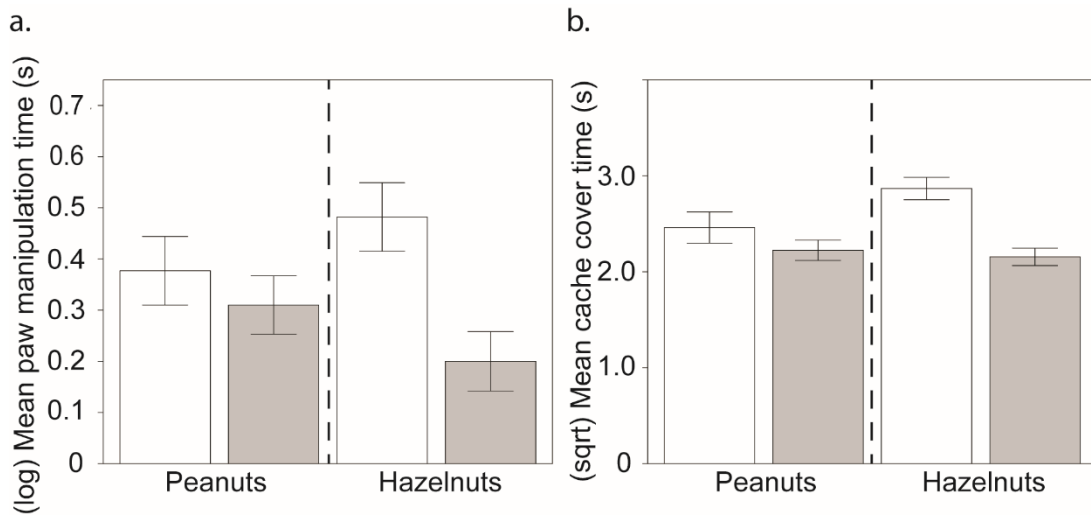 a.
(log) Mean paw manipulation time (s)
0.7
0.6
0.5
0.4
0.3
0.2
0.1
0
Peanuts
Hazelnuts
b.
(sqrt) Mean cache cover time (s)
3.0
2.0
1.0
0
Peanuts
Hazelnuts